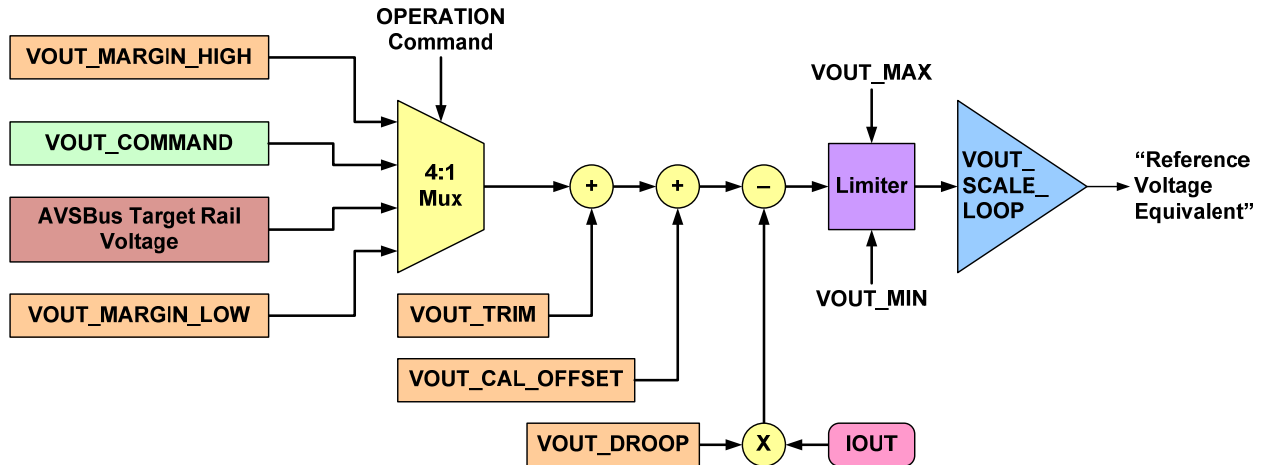 OPERATION
Command
VOUT_MARGIN_HIGH
VOUT_COMMAND
AVSBus Target Rail
Voltage
VOUT_MARGIN_LOW
4:1
Mux
+
+
–
VOUT_TRIM
VOUT_CAL_OFFSET
VOUT_DROOP
X
IOUT
VOUT_MAX
Limiter
VOUT_MIN
VOUT_
SCALE_
LOOP
“Reference
Voltage
Equivalent”